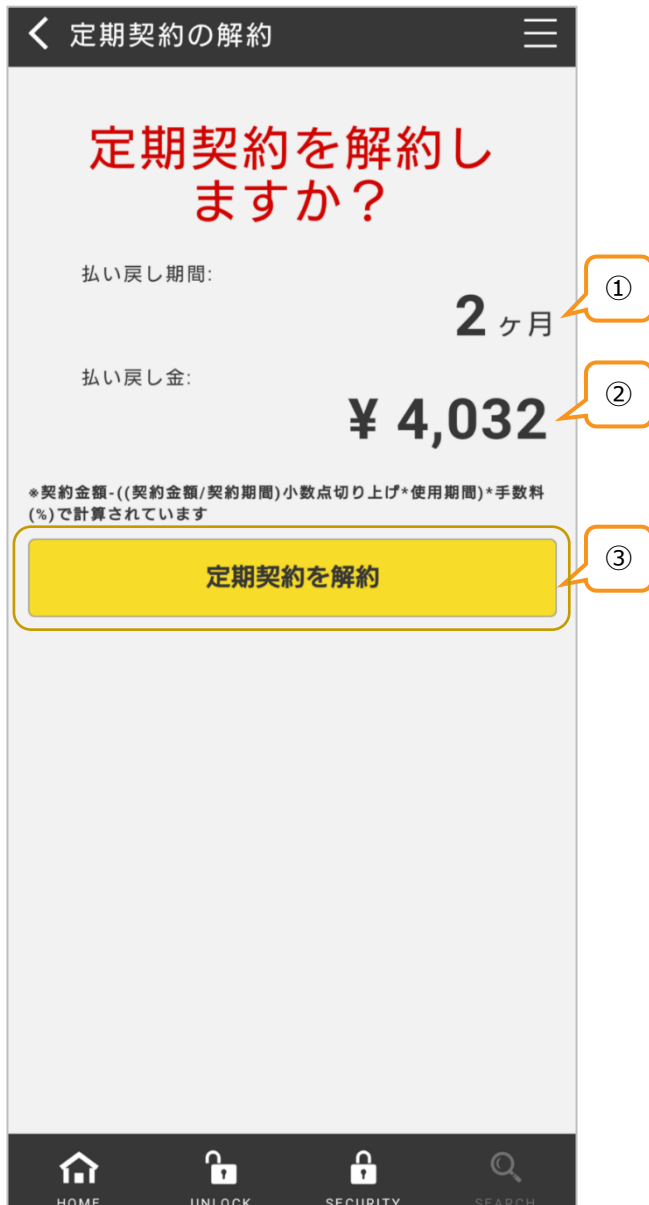 定期契約の解約
定期契約を解約し
ますか？
払い戻し期間:
2 ヶ月
①
払い戻し金:
¥ 4,032
②
※契約金額-((契約金額/契約期間)小数点切り上げ*使用期間)*手数料
(%)で計算されています
定期契約を解約
③
HOME UNLOCK SECURITY SEARCH